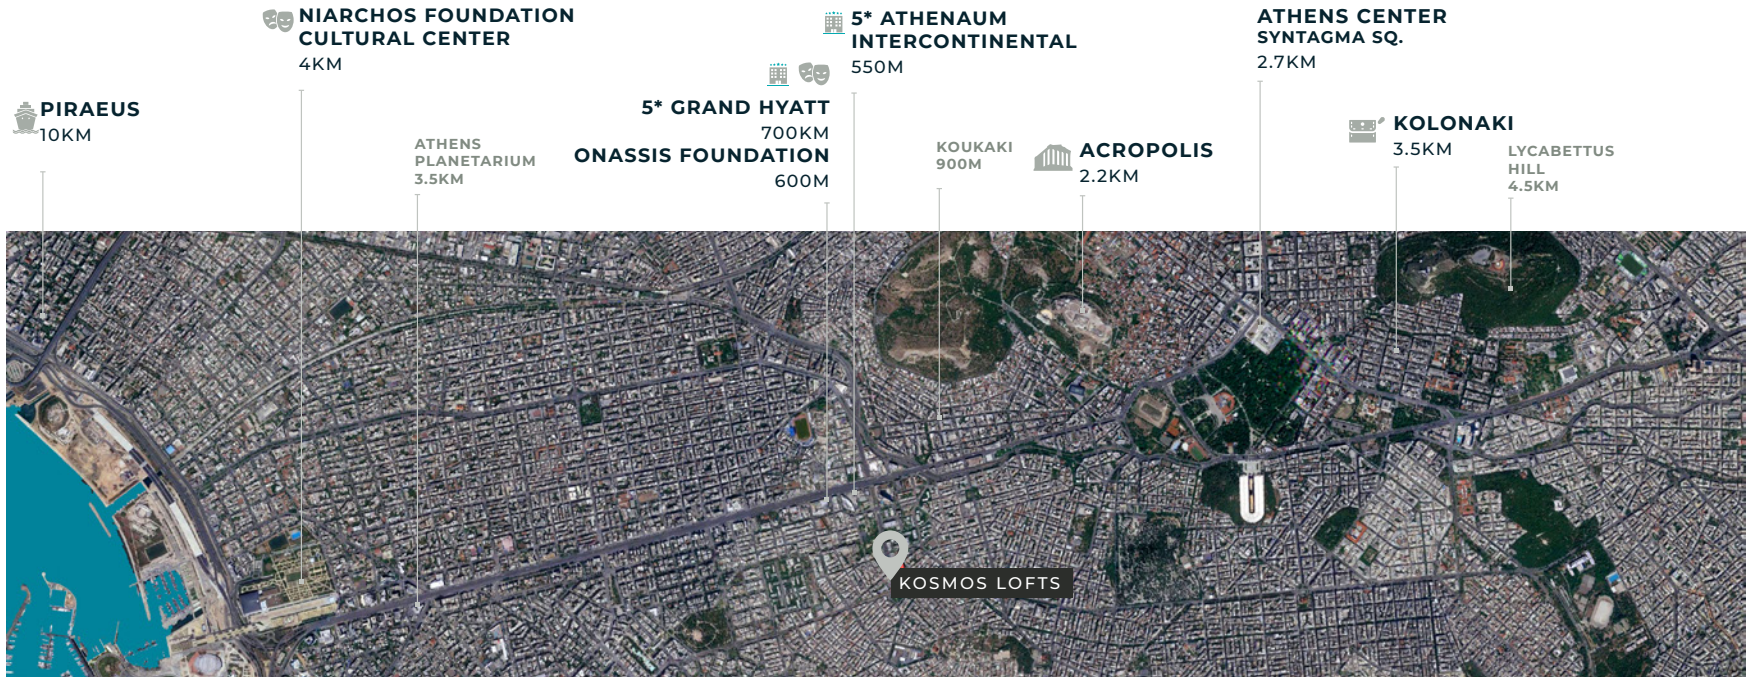 NIARCHOS FOUNDATION
CULTURAL CENTER
4KM
5* ATHENAUM
INTERCONTINENTAL
550M
ATHENS CENTER
SYNTAGMA SQ.
2.7KM
PIRAEUS
10KM
ATHENS
PLANETARIUM
3.5KM
5* GRAND HYATT
700KM
ONASSIS FOUNDATION
600M
KOUKAKI
900M
ACROPOLIS
2.2KM
KOLONAKI
3.5KM
LYCABETTUS
HILL
4.5KM
KOSMOS LOFTS